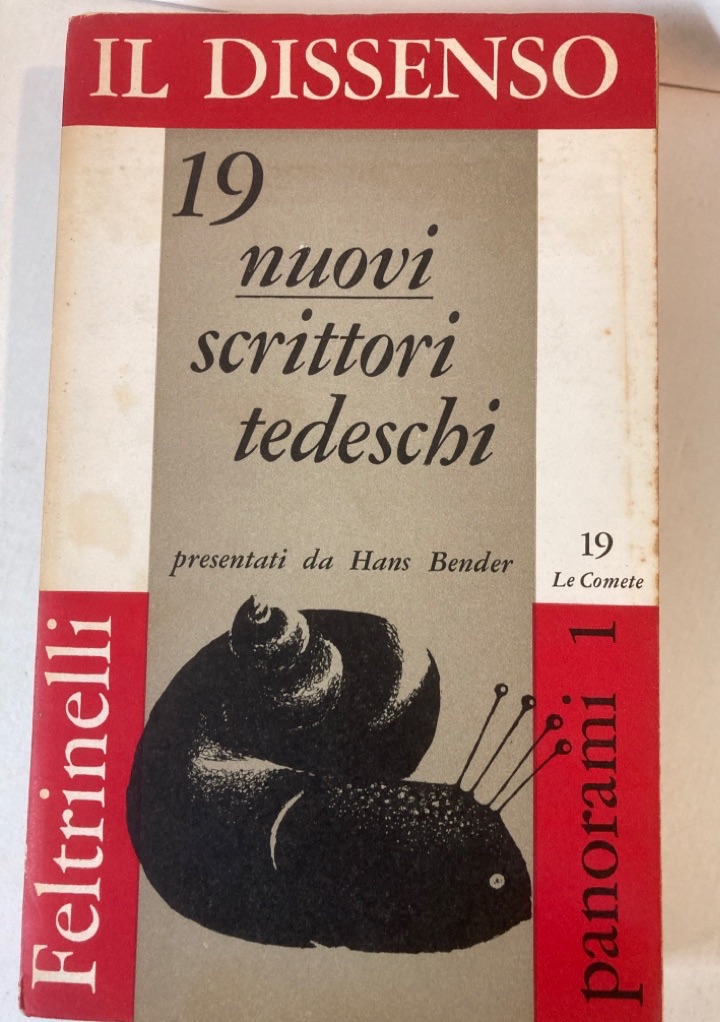 IL DISSENSO
19
nuovi
scrittori
tedeschi
presentati da Hans Bender
19
Le Comete
Feltrinelli
panorami 1